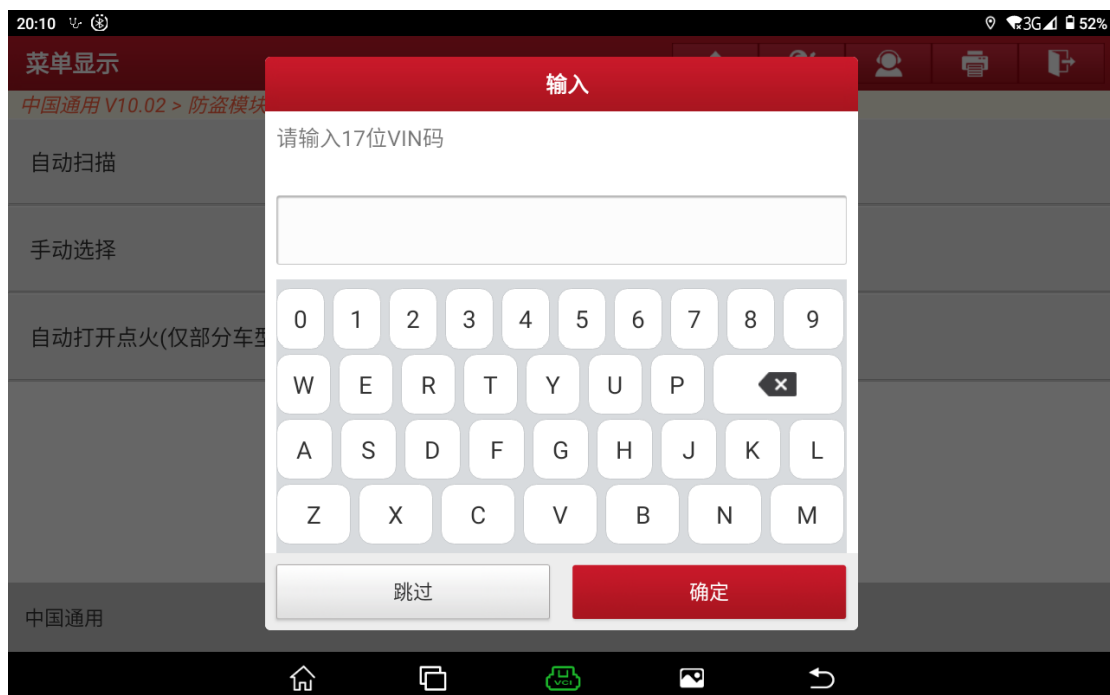 20:10
3G 52%
菜单显示
输入
中国通用 V10.02 > 防盗模块
请输入17位VIN码
自动扫描
手动选择
自动打开点火(仅部分车型
0 1 2 3 4 5 6 7 8 9
W E R T Y U P
A S D F G H J K L
Z X C V B N M
跳过 确定
中国通用
VCI